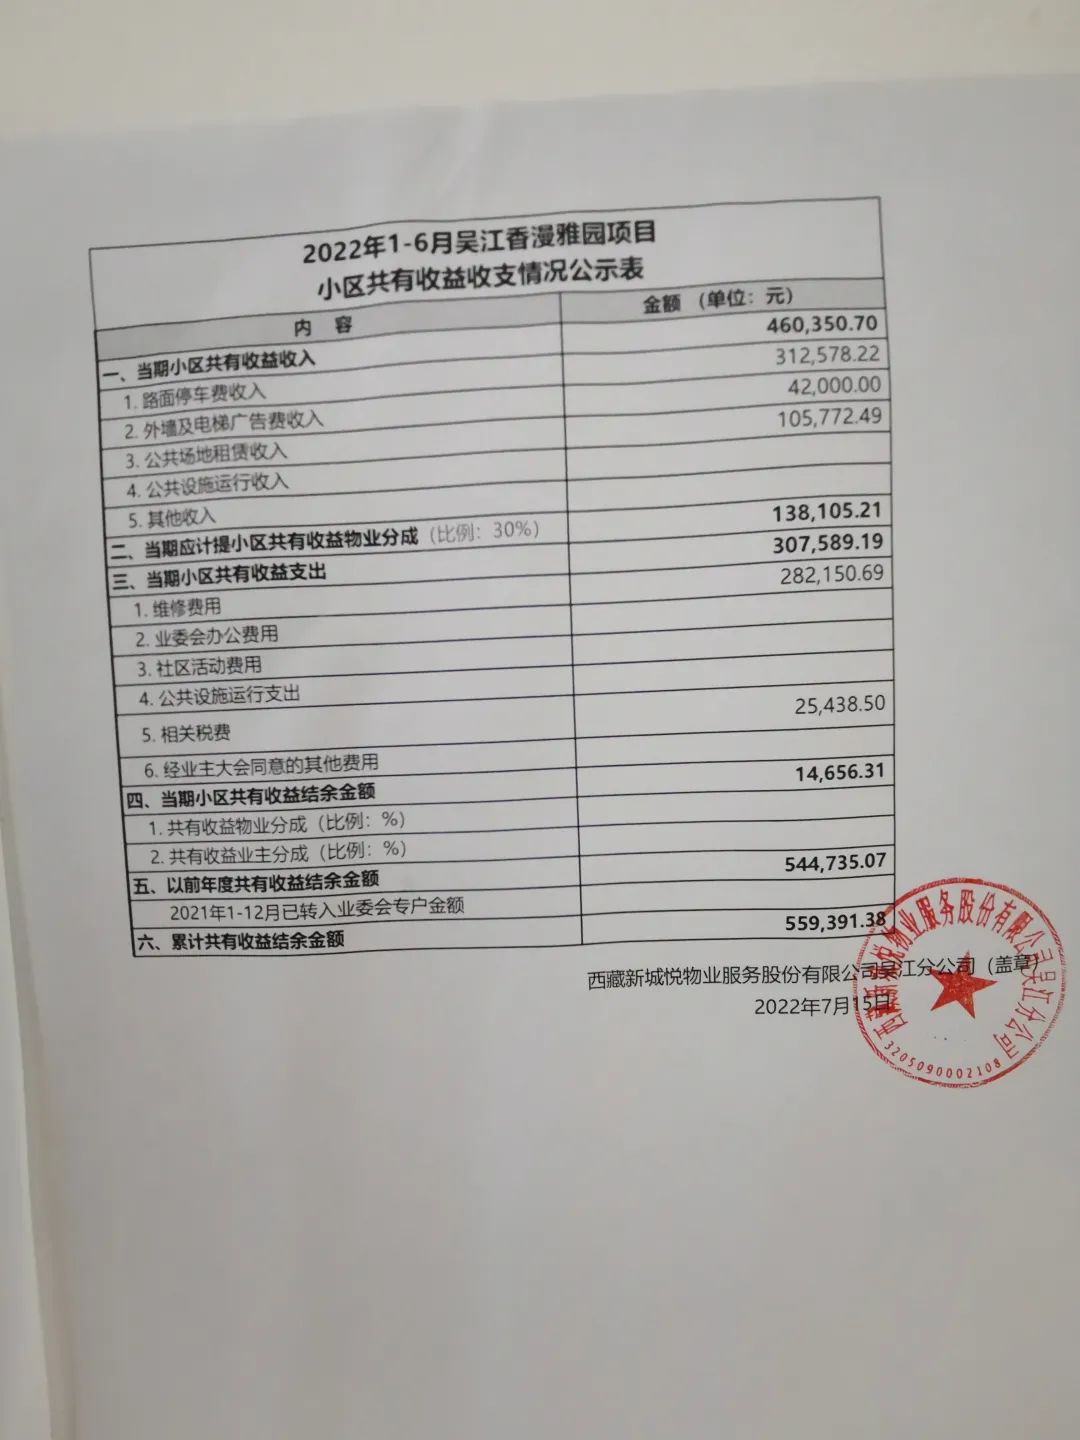 2022年1-6月吴江香漫雅园项目
小区共有收益收支情况公示表
内 容 金额 （单位：元）
一、当期小区共有收益收入 460,350.70
1. 路面停车费收入 312,578.22
2. 外墙及电梯广告费收入 42,000.00
3. 公共场地租赁收入 105,772.49
4. 公共设施运行收入
5. 其他收入
二、当期应计提小区共有收益物业分成（比例：30%） 138,105.21
三、当期小区共有收益支出 307,589.19
1. 维修费用 282,150.69
2. 业委会办公费用
3. 社区活动费用
4. 公共设施运行支出
5. 相关税费 25,438.50
6. 经业主大会同意的其他费用
四、当期小区共有收益结余金额 14,656.31
1. 共有收益物业分成（比例：%）
2. 共有收益业主分成（比例：%）
五、以前年度共有收益结余金额 544,735.07
2021年1-12月已转入业委会专户金额
六、累计共有收益结余金额 559,391.38
西藏新城悦物业服务股份有限公司吴江分公司（盖章）
2022年7月15日
西藏新城悦物业服务股份有限公司吴江分公司
3205090002108